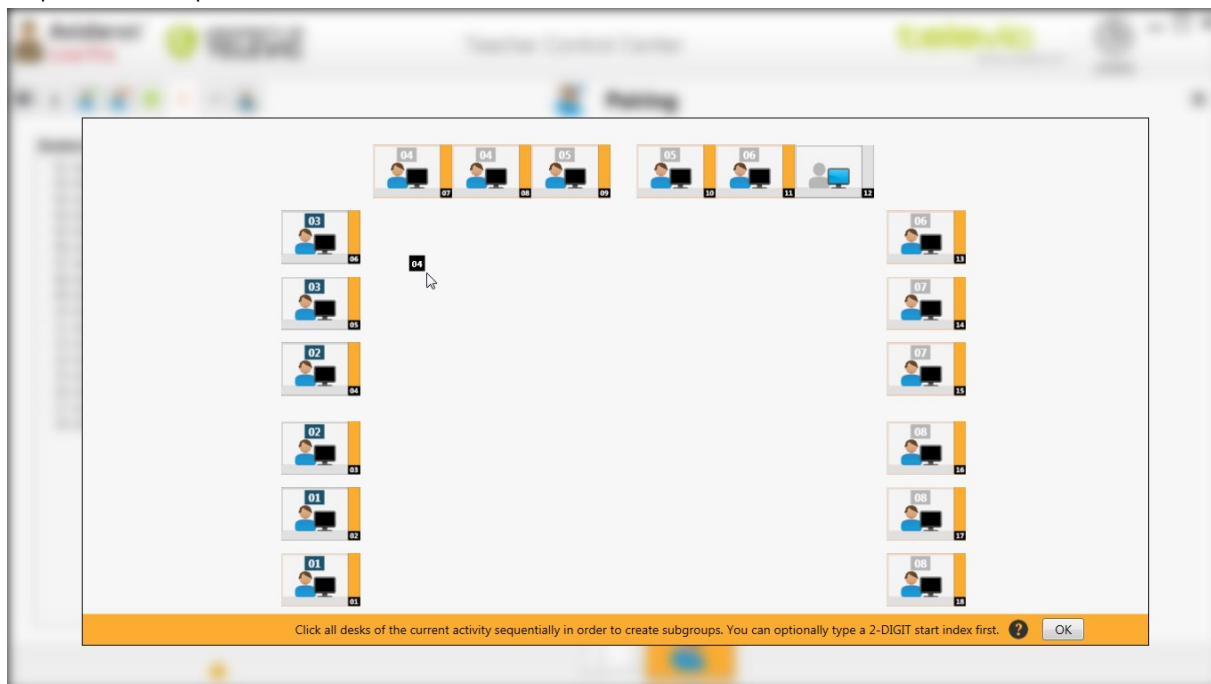 Teacher Control Center
Pairing
04 04 05 05 06
07 08 09 10 11 12
03 06
06 13
04
03 07
05 14
02 07
04 15
02 08
03 16
01 08
02 17
01 08
01 18
Click all desks of the current activity sequentially in order to create subgroups. You can optionally type a 2-DIGIT start index first. ? OK